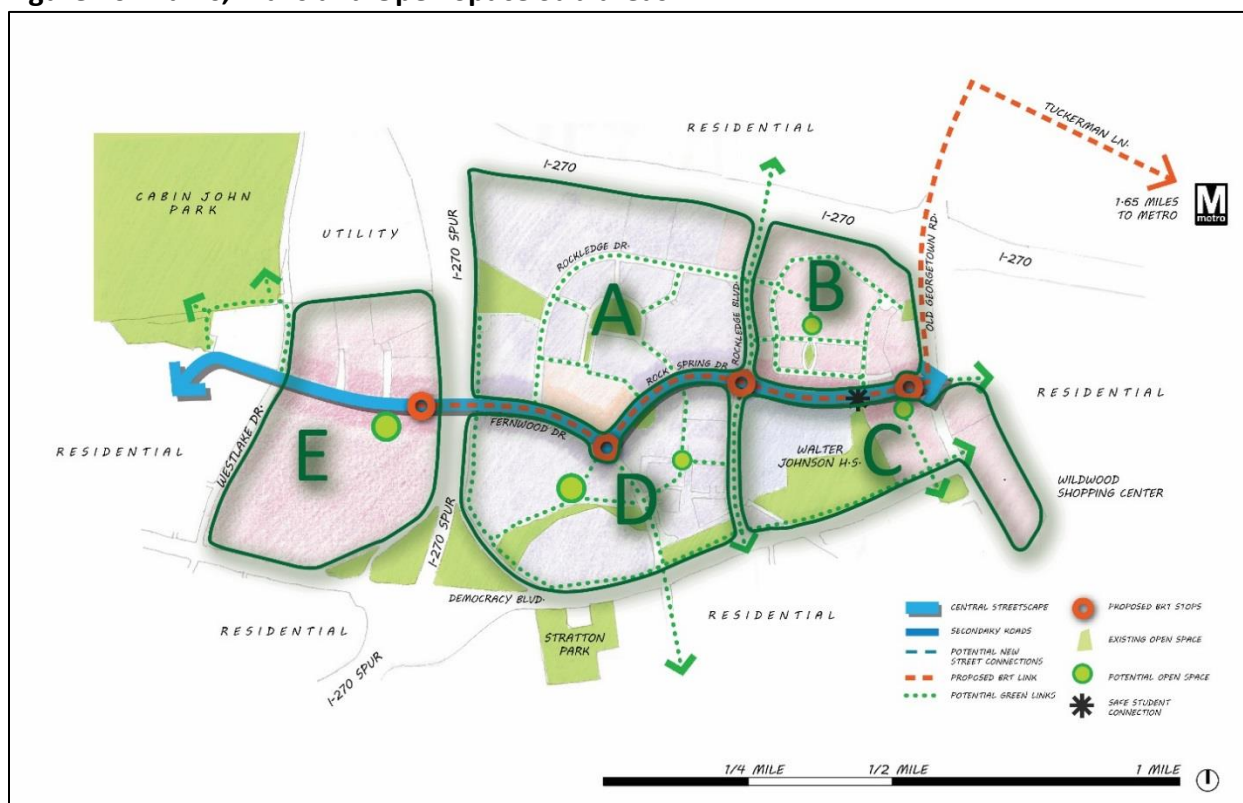 Figure and Open Space
RESIDENTIAL
TUCKERMAN LN.
I-270
CABIN JOHN
PARK
1.65 MILES
TO METRO
M
metro
UTILITY
I-270 SPUR
I-270
OLD GEORGETOWN RD.
I-270
ROCKLEDGE DR.
ROCKLEDGE BLVD.
A
B
ROCK SPRING DR
RESIDENTIAL
FERNWOOD DR
RESIDENTIAL
WESTLAKE DR.
E
WALTER
JOHNSON H.S.
C
D
WILDWOOD
SHOPPING CENTER
I-270 SPUR
DEMOCRACY BLVD.
RESIDENTIAL
STRATTON
PARK
RESIDENTIAL
I-270 SPUR
CENTRAL STREETSCAPE
SECONDARY ROADS
POTENTIAL NEW
STREET CONNECTIONS
PROPOSED BRT LINK
POTENTIAL GREEN LINKS
PROPOSED BRT STOPS
EXISTING OPEN SPACE
POTENTIAL OPEN SPACE
SAFE STUDENT
CONNECTION
1/4 MILE
1/2 MILE
1 MILE